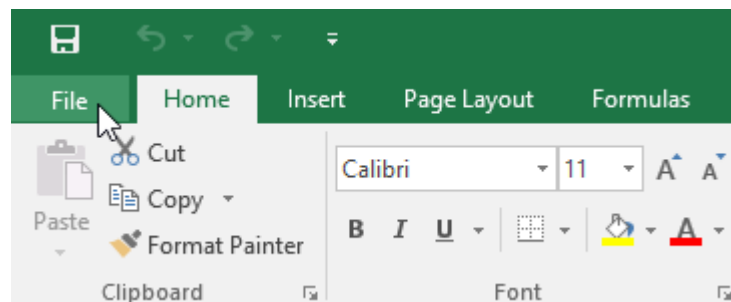 File Home Insert Page Layout Formulas
Cut
Calibri 11 A A
Copy
Paste
B I U A
Format Painter
Clipboard Font